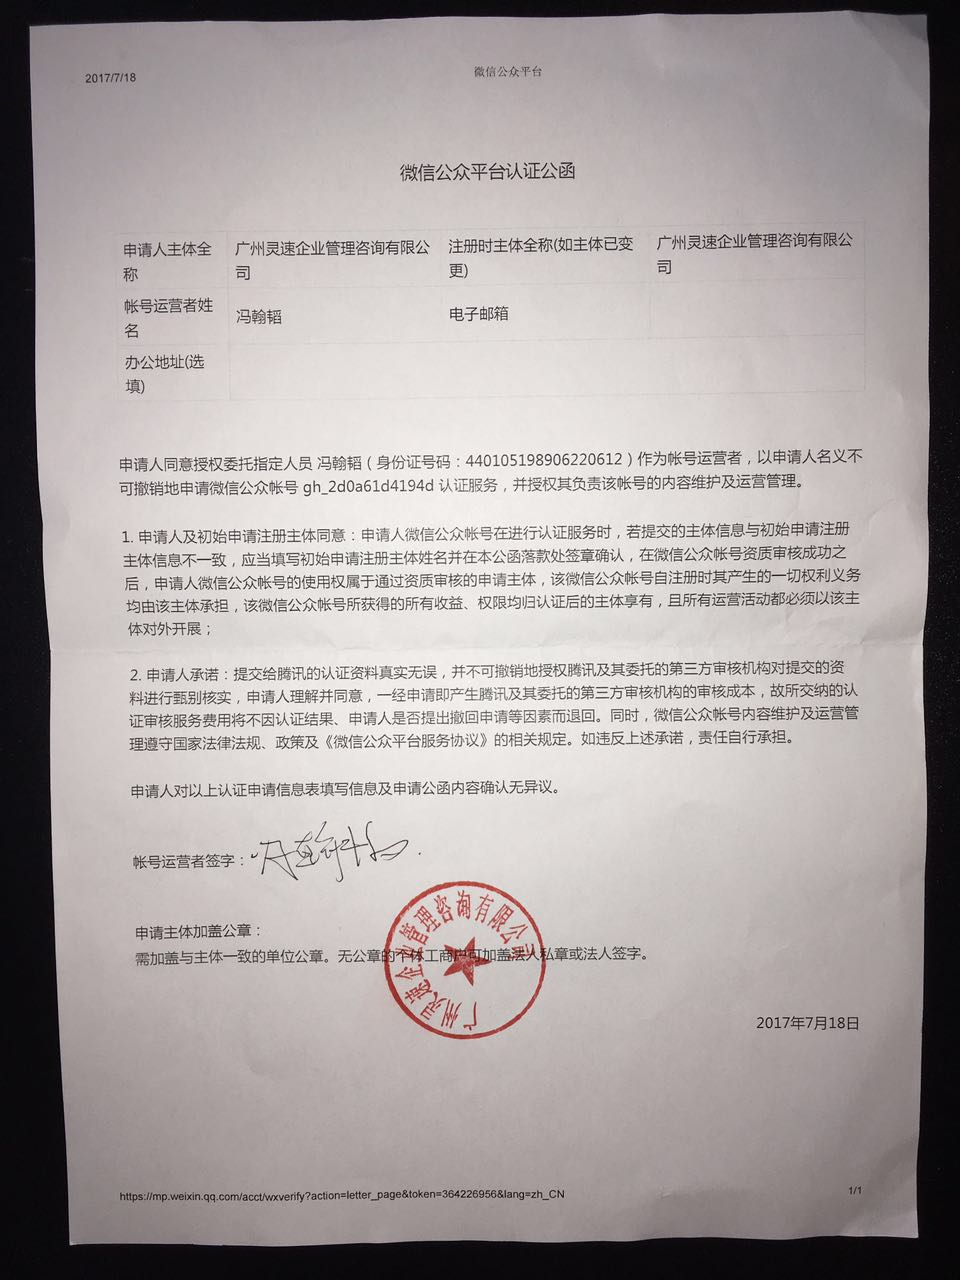 2017/7/18
微信公众平台
微信公众平台认证公函
申请人主体全称
广州灵速企业管理咨询有限公司
注册时主体全称(如主体已变更)
广州灵速企业管理咨询有限公司
帐号运营者姓名
冯翰韬
电子邮箱
办公地址(选填)
申请人同意授权委托指定人员 冯翰韬 ( 身份证号码 : 440105198906220612 ) 作为帐号运营者 , 以申请人名义不
可撤销地申请微信公众帐号 gh_2d0a61d4194d 认证服务 , 并授权其负责该帐号的内容维护及运营管理。
1. 申请人及初始申请注册主体同意 : 申请人微信公众帐号在进行认证服务时 , 若提交的主体信息与初始申请注册
主体信息不一致 , 应当填写初始申请注册主体姓名并在本公函落款处签章确认 , 在微信公众帐号资质审核成功之
后 , 申请人微信公众帐号的使用权属于通过资质审核的申请主体 , 该微信公众帐号自注册时其产生的一切权利义务
均由该主体承担 , 该微信公众帐号所获得的所有收益、权限均归认证后的主体享有 , 且所有运营活动都必须以该主
体对外开展 ;
2. 申请人承诺 : 提交给腾讯的认证资料真实无误 , 并不可撤销地授权腾讯及其委托的第三方审核机构对提交的资
料进行甄别核实 , 申请人理解并同意 , 一经申请即产生腾讯及其委托的第三方审核机构的审核成本 , 故所交纳的认
证审核服务费用将不因认证结果、申请人是否提出撤回申请等因素而退回。同时 , 微信公众帐号内容维护及运营管
理遵守国家法律法规、政策及《微信公众平台服务协议》的相关规定。如违反上述承诺 , 责任自行承担。
申请人对以上认证申请信息表填写信息及申请公函内容确认无异议。
帐号运营者签字 : 冯翰韬
申请主体加盖公章 :
需加盖与主体一致的单位公章。无公章的个体工商户可加盖法人私章或法人签字。
广州灵速企业管理咨询有限公司
2017年7月18日
https://mp.weixin.qq.com/acct/wxverify?action=letter_page&token=364226956&lang=zh_CN
1/1